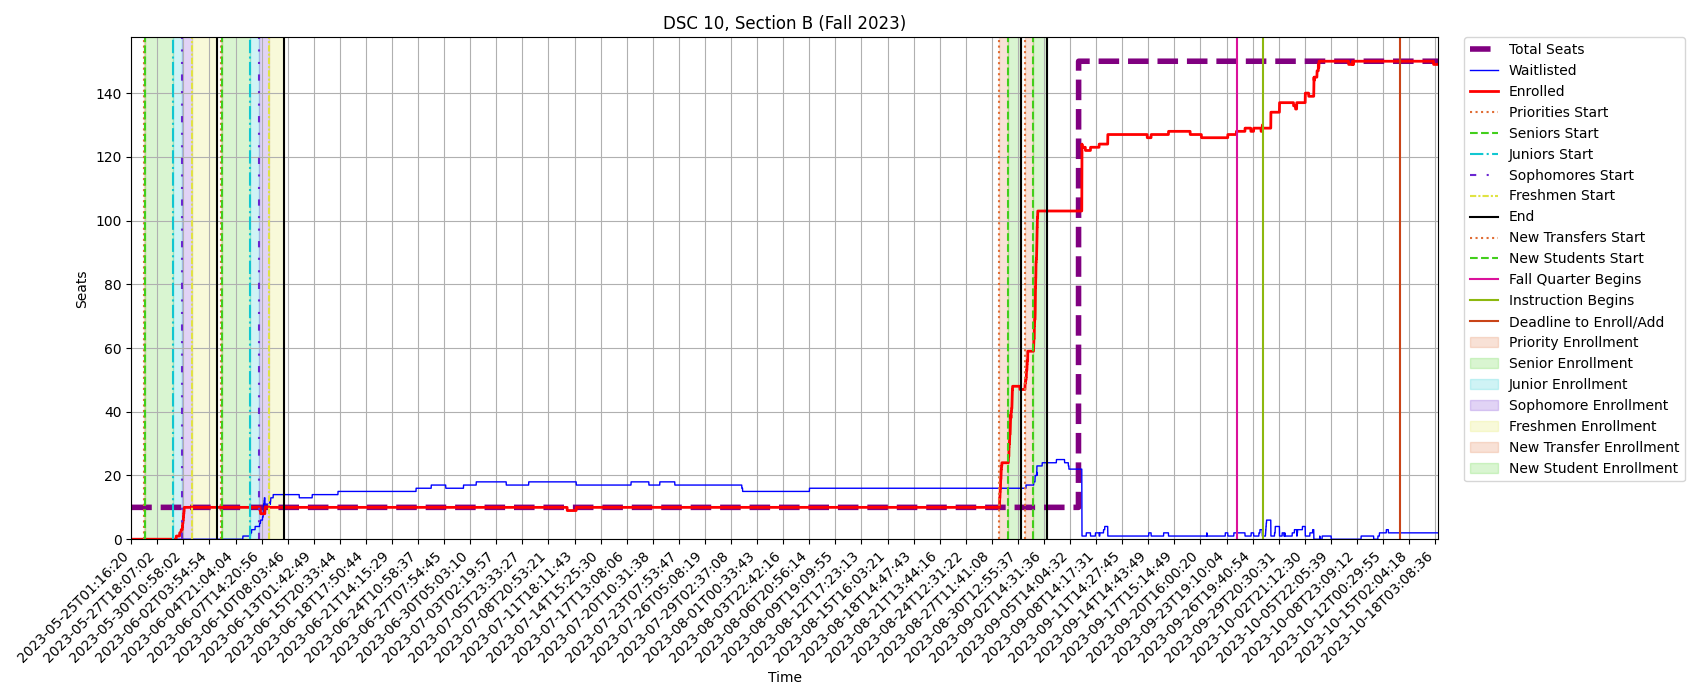 DSC 10, Section B (Fall 2023)
Seats
140
120
100
80
60
40
20
0
2023-05-25T01:16:20
2023-05-27T18:07:02
2023-05-30T10:58:02
2023-06-02T03:54:54
2023-06-04T21:04:04
2023-06-07T14:20:56
2023-06-10T08:03:46
2023-06-13T01:42:49
2023-06-15T20:33:44
2023-06-18T17:50:44
2023-06-21T14:15:29
2023-06-24T10:58:37
2023-06-27T07:54:45
2023-06-30T05:03:10
2023-07-03T02:19:57
2023-07-05T23:33:27
2023-07-08T20:53:21
2023-07-11T18:11:43
2023-07-14T15:25:30
2023-07-17T13:08:06
2023-07-20T10:31:38
2023-07-23T07:53:47
2023-07-26T05:08:19
2023-07-29T02:37:08
2023-08-01T00:33:43
2023-08-03T22:42:16
2023-08-06T20:56:14
2023-08-09T19:09:55
2023-08-12T17:23:13
2023-08-15T16:03:21
2023-08-18T14:47:43
2023-08-21T13:44:16
2023-08-24T12:31:22
2023-08-27T11:41:08
2023-08-30T12:55:37
2023-09-02T14:31:36
2023-09-05T14:04:32
2023-09-08T14:17:31
2023-09-11T14:27:45
2023-09-14T14:43:49
2023-09-17T15:14:49
2023-09-20T16:00:20
2023-09-23T19:10:04
2023-09-26T19:40:54
2023-09-29T20:30:31
2023-10-02T21:12:30
2023-10-05T22:05:39
2023-10-08T23:09:12
2023-10-12T00:29:55
2023-10-15T02:04:18
2023-10-18T03:08:36
Time
Total Seats
Waitlisted
Enrolled
Priorities Start
Seniors Start
Juniors Start
Sophomores Start
Freshmen Start
End
New Transfers Start
New Students Start
Fall Quarter Begins
Instruction Begins
Deadline to Enroll/Add
Priority Enrollment
Senior Enrollment
Junior Enrollment
Sophomore Enrollment
Freshmen Enrollment
New Transfer Enrollment
New Student Enrollment